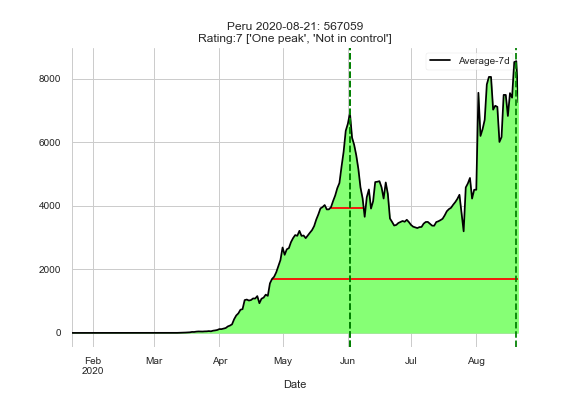 Peru 2020-08-21: 567059
Rating:7 ['One peak', 'Not in control']
Average-7d
8000
6000
4000
2000
0
Feb
2020
Mar
Apr
May
Jun
Jul
Aug
Date